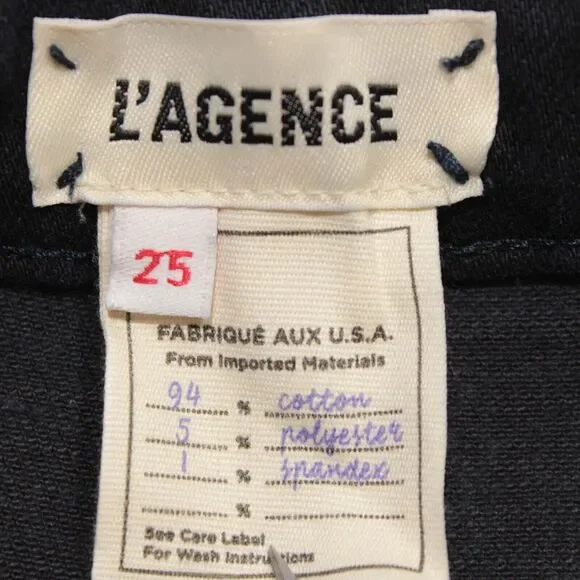 L'AGENCE
25
FABRIQUÉ AUX U.S.A.
From Imported Materials
94 % cotton
5 % polyester
1 % spandex
%
See Care Label
For Wash Instructions